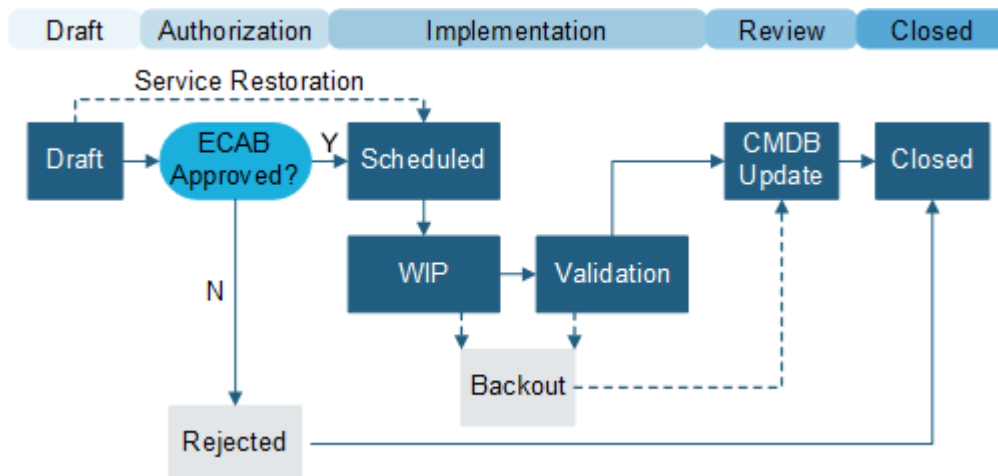 Draft
Authorization
Implementation
Review
Closed
Service Restoration
Draft
ECAB
Approved?
Y
Scheduled
CMDB
Update
Closed
WIP
Validation
N
Backout
Rejected